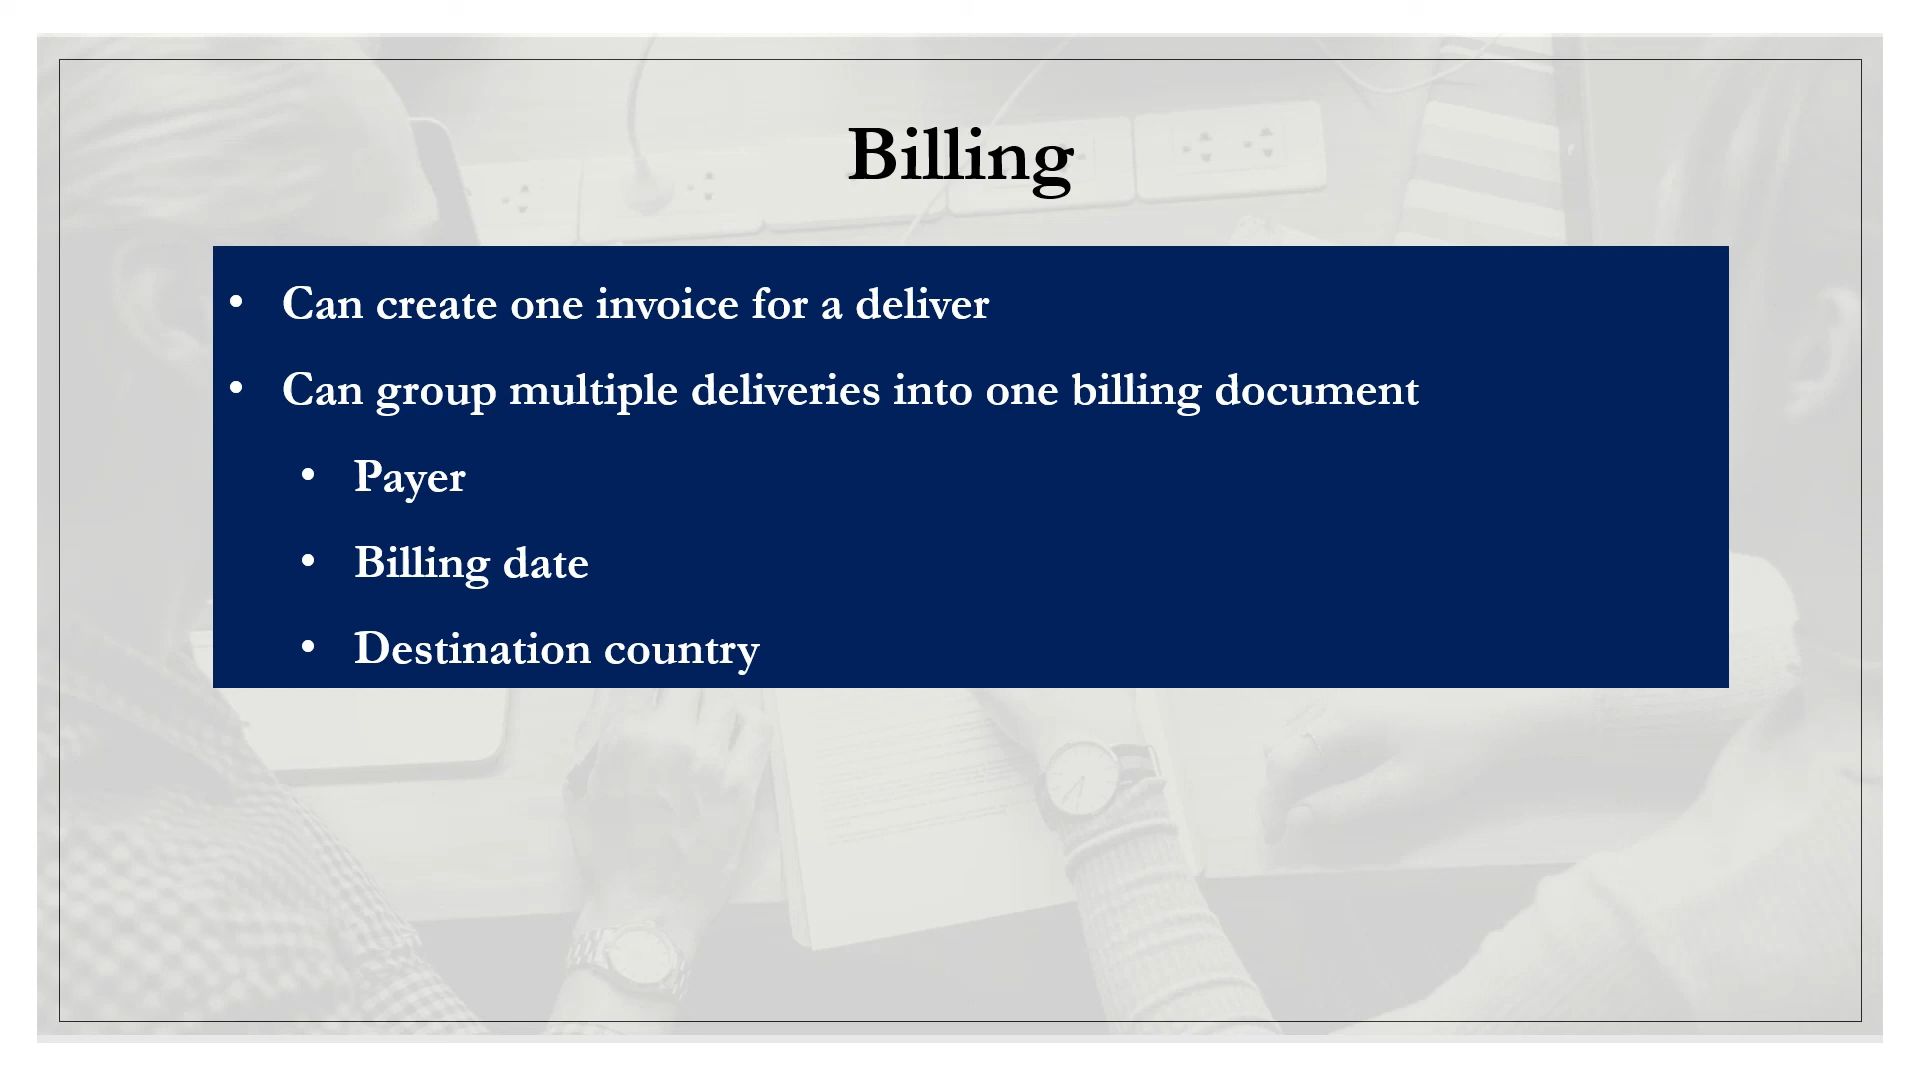 Billing
• Can create one invoice for a deliver
• Can group multiple deliveries into one billing document
• Payer
• Billing date
• Destination country